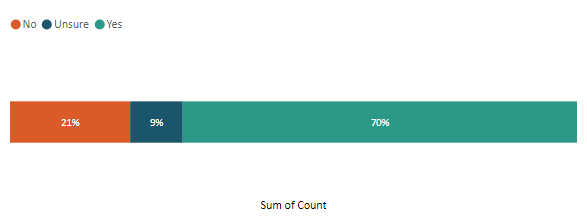 No Unsure Yes
21% 9% 70%
Sum of Count